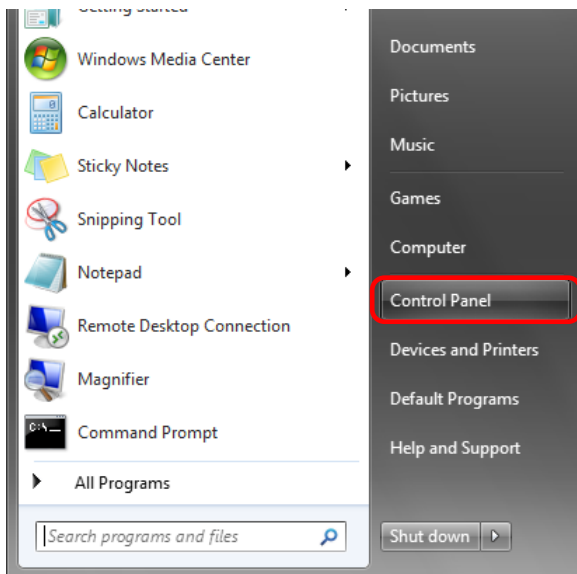 Getting Started
Windows Media Center
Calculator
Sticky Notes
Snipping Tool
Notepad
Remote Desktop Connection
Magnifier
Command Prompt
All Programs
Search programs and files
Documents
Pictures
Music
Games
Computer
Control Panel
Devices and Printers
Default Programs
Help and Support
Shut down